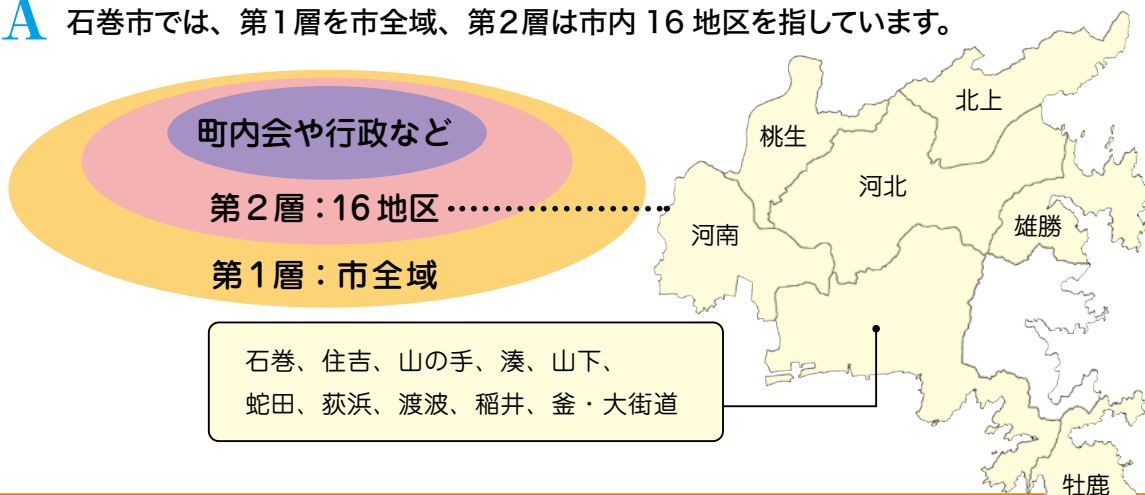 A 石巻市では、第1層を市全域、第2層は市内 16 地区を指しています。
町内会や行政など
第2層：16 地区
第1層：市全域
北上
桃生
河北
雄勝
河南
石巻、住吉、山の手、湊、山下、
蛇田、荻浜、渡波、稲井、釜・大街道
牡鹿